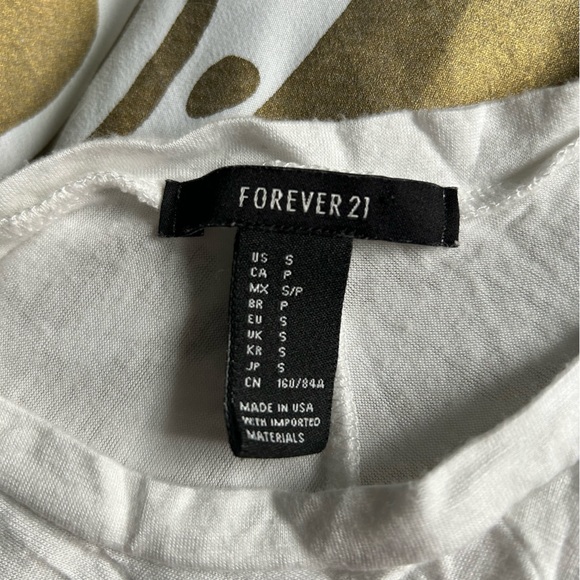 FOREVER 21
US S
CA P
MX S/P
BR P
EU S
UK S
KR S
JP S
CN 160/84A
MADE IN USA
WITH IMPORTED
MATERIALS